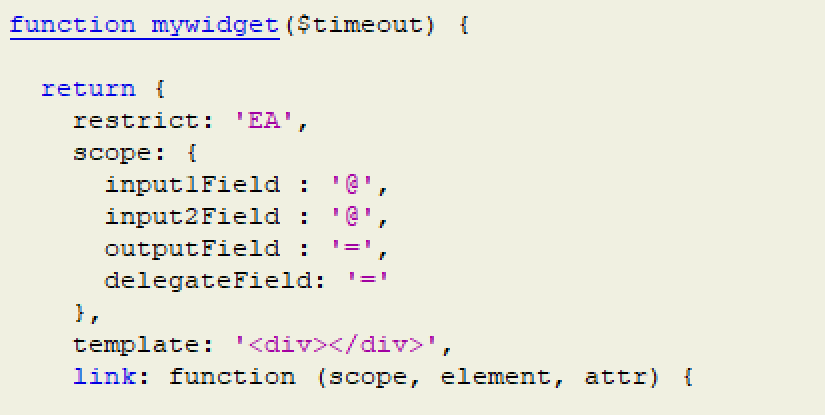 function mywidget($timeout) {
return {
restrict: 'EA',
scope: {
input1Field : '@',
input2Field : '@',
outputField : '=',
delegateField: '='
},
template: '<div></div>',
link: function (scope, element, attr) {